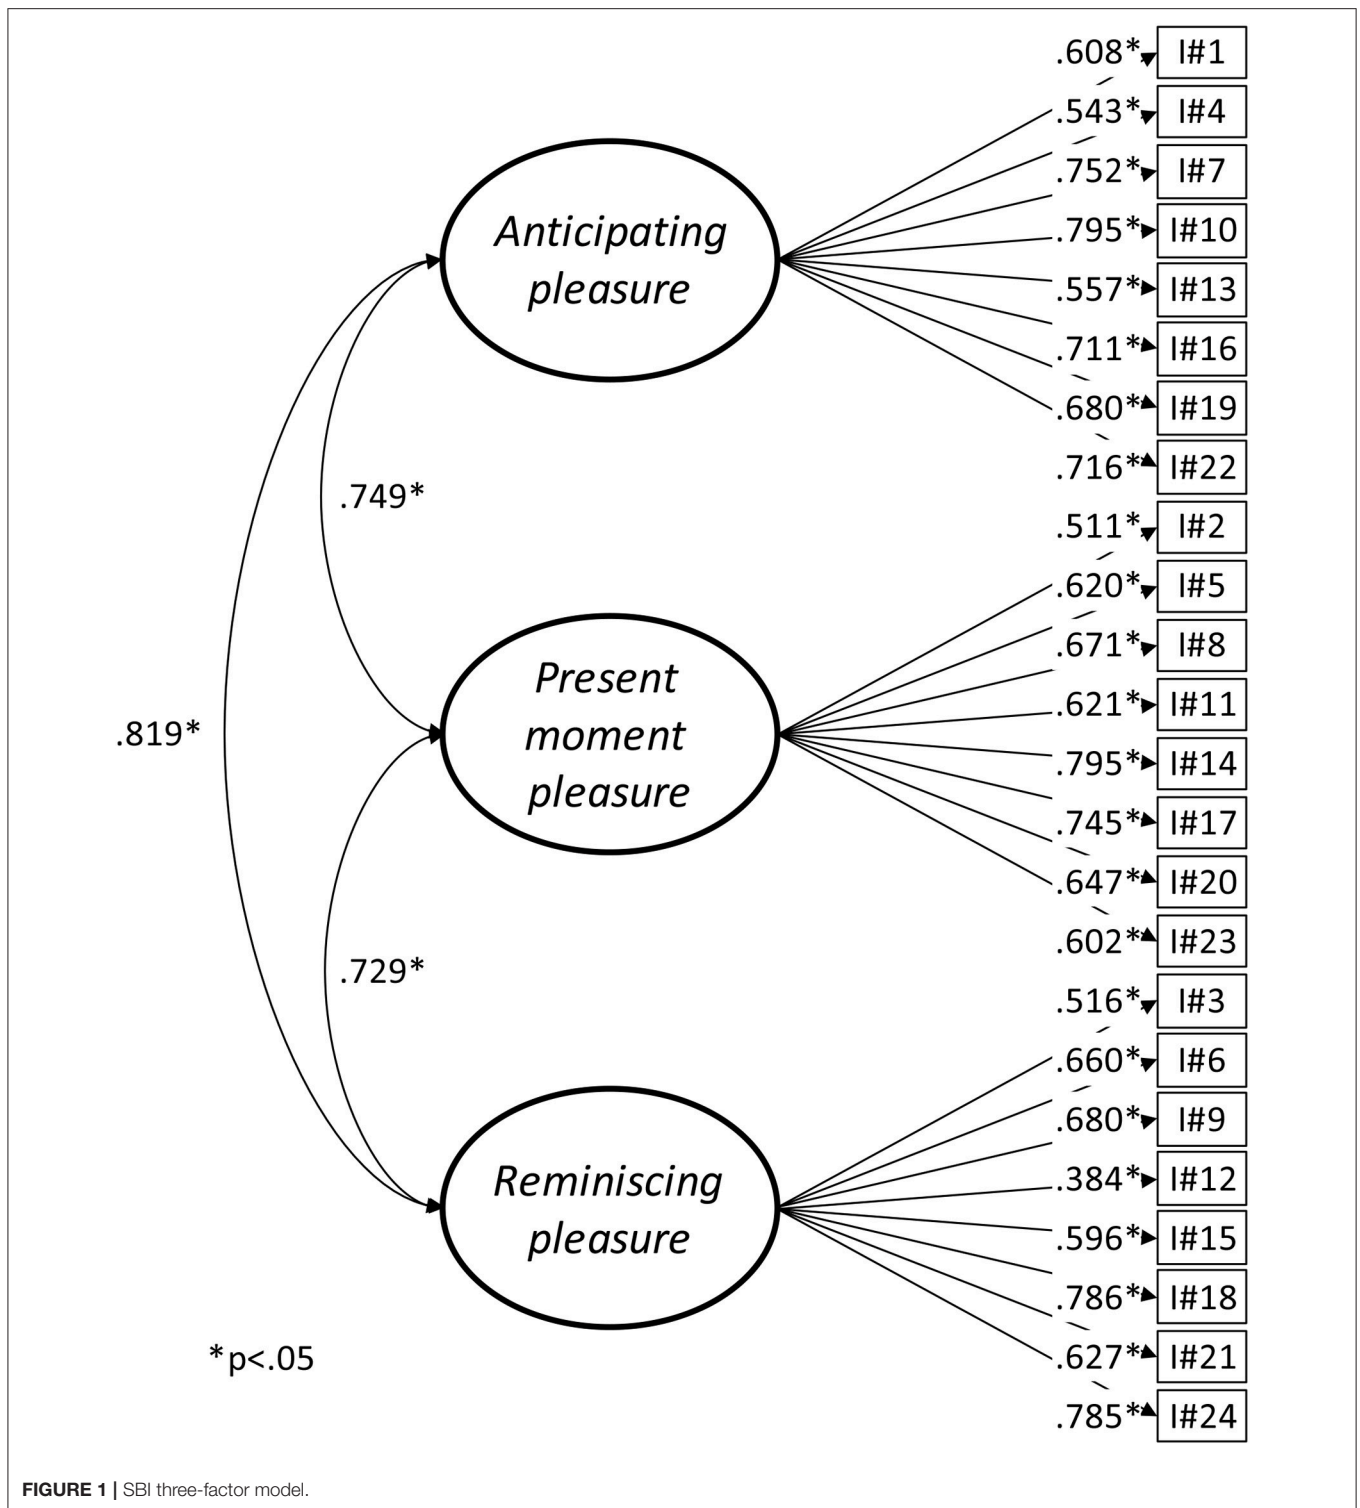 .608* I#1
.543* I#4
.752* I#7
.795* I#10
.557* I#13
.711* I#16
.680* I#19
.716* I#22
Anticipating
pleasure
.749*
.511* I#2
.620* I#5
.671* I#8
.621* I#11
.795* I#14
.745* I#17
.647* I#20
.602* I#23
Present
moment
pleasure
.819*
.729*
.516* I#3
.660* I#6
.680* I#9
.384* I#12
.596* I#15
.786* I#18
.627* I#21
.785* I#24
Reminiscing
pleasure
*p<.05
FIGURE 1 | SBI three-factor model.